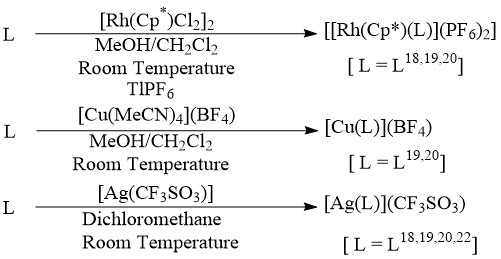 [Rh(Cp*)Cl2]2
L [[Rh(Cp*)(L)](PF6)2]
MeOH/CH2Cl2
Room Temperature [ L = L18,19,20]
TlPF6
[Cu(MeCN)4](BF4)
L [Cu(L)](BF4)
MeOH/CH2Cl2
Room Temperature [ L = L19,20]
[Ag(CF3SO3)]
L [Ag(L)](CF3SO3)
Dichloromethane
Room Temperature [ L = L18,19,20,22]